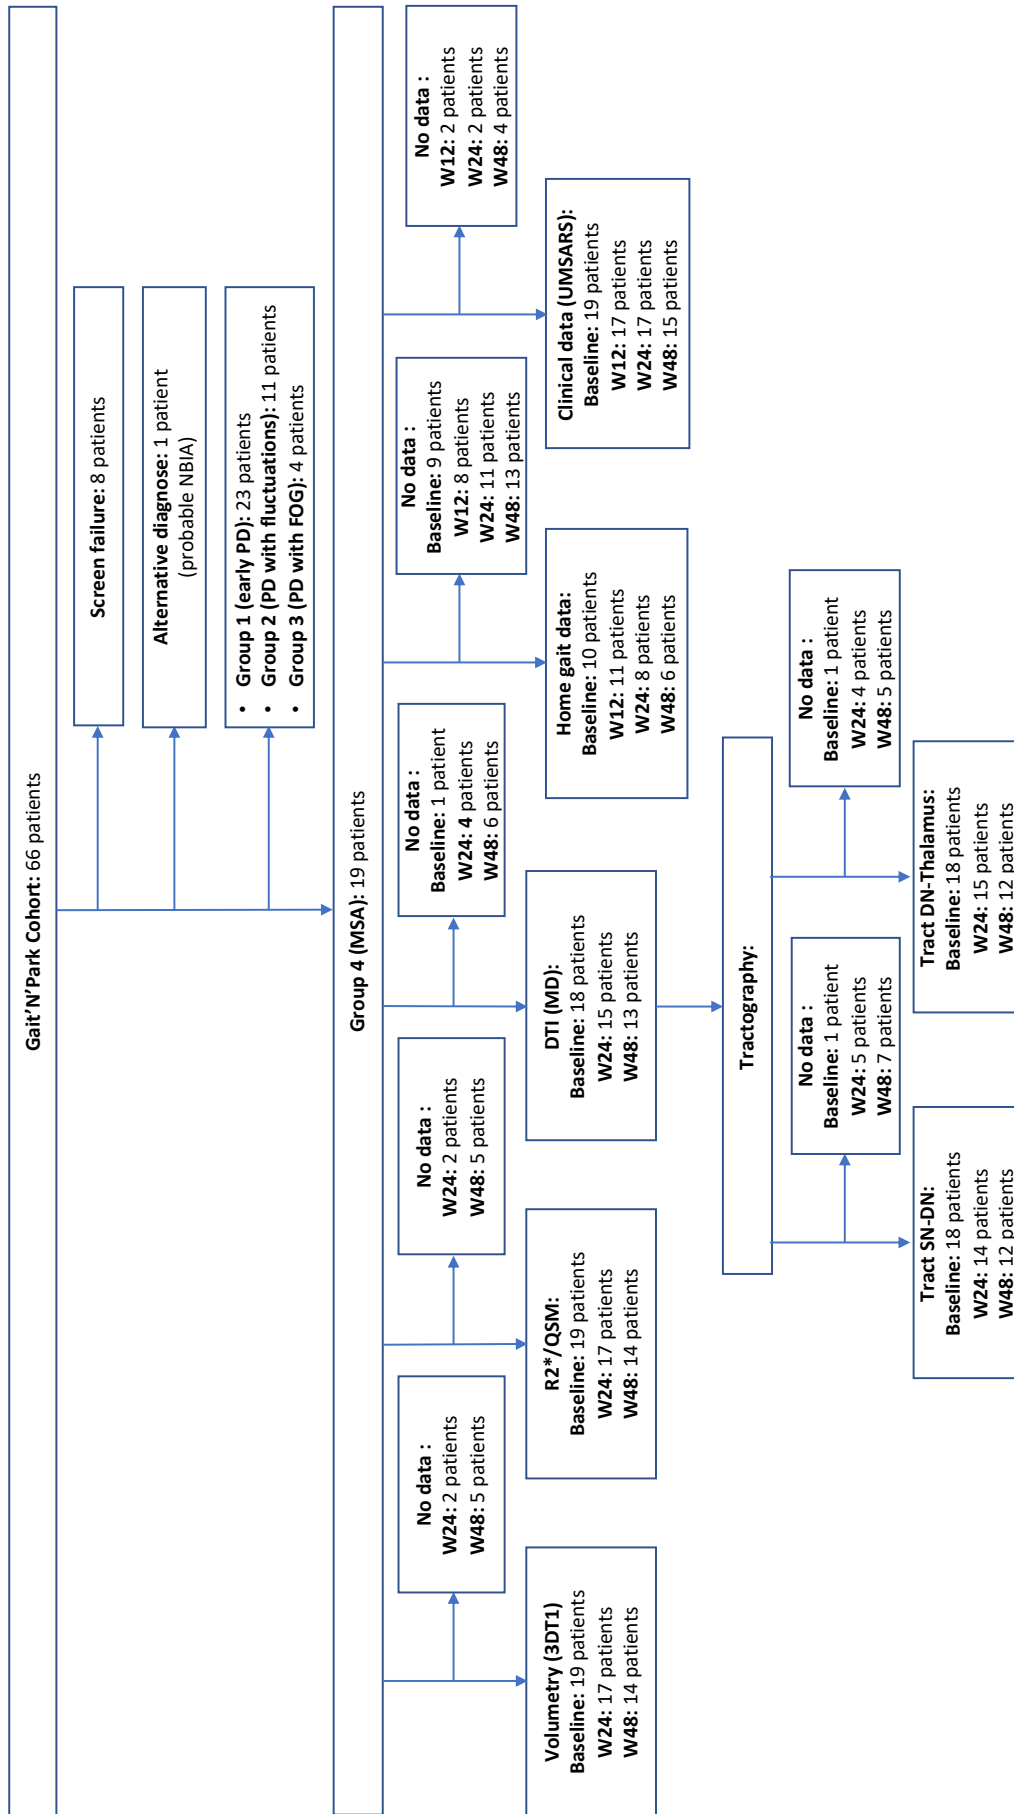 Gait'N'Park Cohort: 66 patients
Screen failure: 8 patients
Alternative diagnose: 1 patient
(probable NBIA)
• Group 1 (early PD): 23 patients
• Group 2 (PD with fluctuations): 11 patients
• Group 3 (PD with FOG): 4 patients
Group 4 (MSA): 19 patients
No data :
W24: 2 patients
W48: 5 patients
Volumetry (3DT1)
Baseline: 19 patients
W24: 17 patients
W48: 14 patients
No data :
W24: 2 patients
W48: 5 patients
R2*/QSM:
Baseline: 19 patients
W24: 17 patients
W48: 14 patients
No data :
Baseline: 1 patient
W24: 4 patients
W48: 6 patients
DTI (MD):
Baseline: 18 patients
W24: 15 patients
W48: 13 patients
No data :
Baseline: 9 patients
W12: 8 patients
W24: 11 patients
W48: 13 patients
Home gait data:
Baseline: 10 patients
W12: 11 patients
W24: 8 patients
W48: 6 patients
No data :
W12: 2 patients
W24: 2 patients
W48: 4 patients
Clinical data (UMSARS):
Baseline: 19 patients
W12: 17 patients
W24: 17 patients
W48: 15 patients
Tractography:
No data :
Baseline: 1 patient
W24: 5 patients
W48: 7 patients
Tract SN-DN:
Baseline: 18 patients
W24: 14 patients
W48: 12 patients
No data :
Baseline: 1 patient
W24: 4 patients
W48: 5 patients
Tract DN-Thalamus:
Baseline: 18 patients
W24: 15 patients
W48: 12 patients